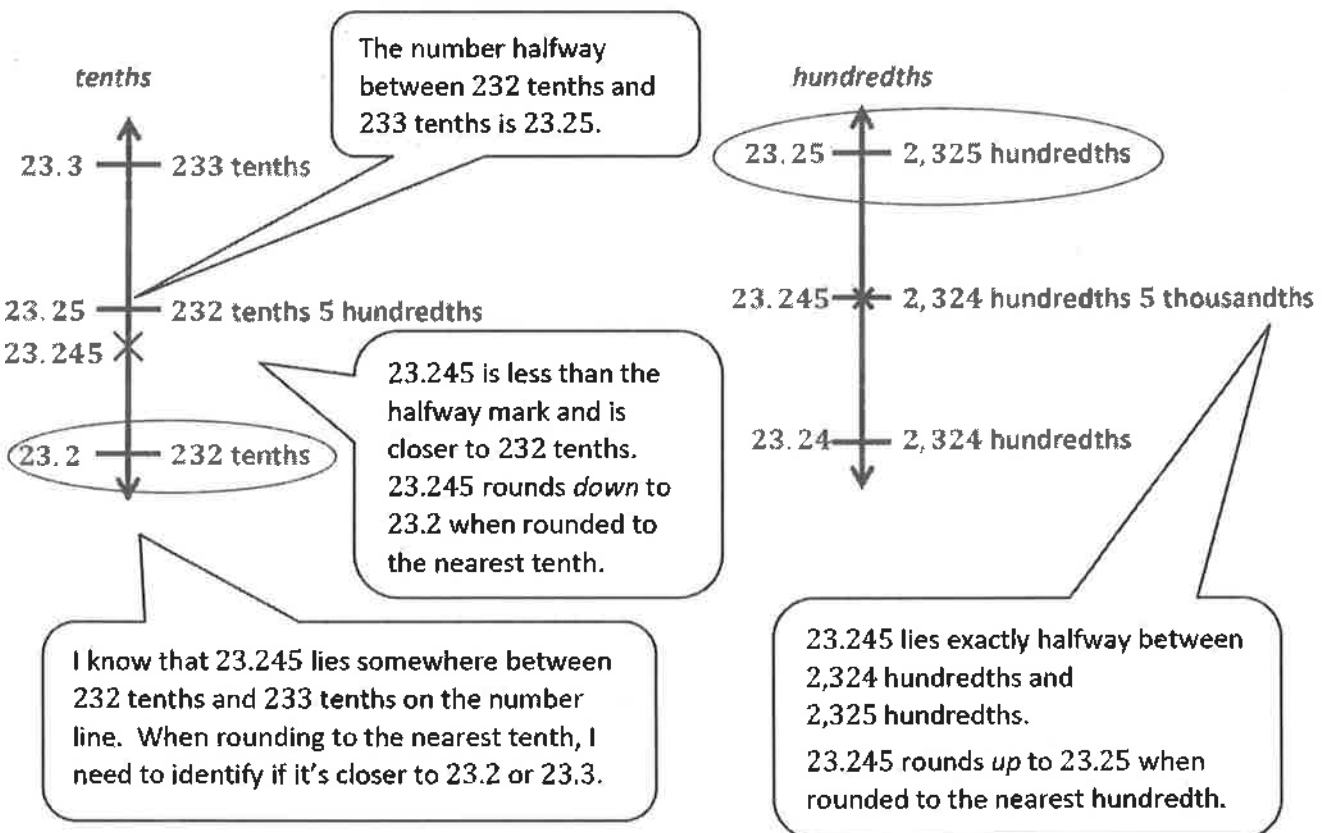 The number halfway
between 232 tenths and
233 tenths is 23.25.
tenths
23.3
233 tenths
23.25
232 tenths 5 hundredths
23.245
23.2
232 tenths
23.245 is less than the
halfway mark and is
closer to 232 tenths.
23.245 rounds down to
23.2 when rounded to
the nearest tenth.
I know that 23.245 lies somewhere between
232 tenths and 233 tenths on the number
line. When rounding to the nearest tenth, I
need to identify if it's closer to 23.2 or 23.3.
hundredths
23.25
2,325 hundredths
23.245
2,324 hundredths 5 thousandths
23.24
2,324 hundredths
23.245 lies exactly halfway between
2,324 hundredths and
2,325 hundredths.
23.245 rounds up to 23.25 when
rounded to the nearest hundredth.